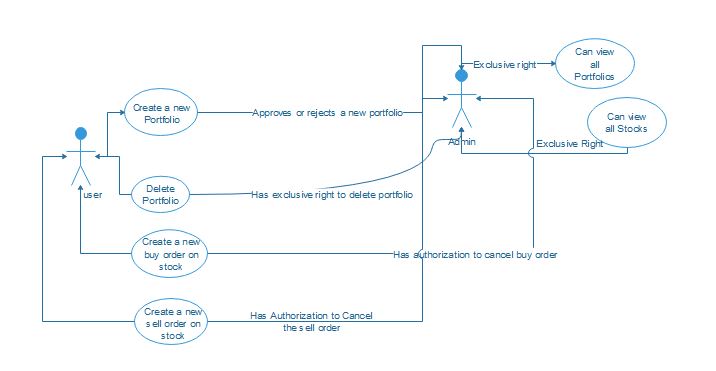 Can view
all
Portfolios
Exclusive right
Create a new
Portfolio
Approves or rejects a new portfolio
Can view
all Stocks
Admin
Exclusive Right
user
Delete
Portfolio
Has exclusive right to delete portfolio
Create a new
buy order on
stock
Has authorization to cancel buy order
Create a new
sell order on
stock
Has Authorization to Cancel
the sell order